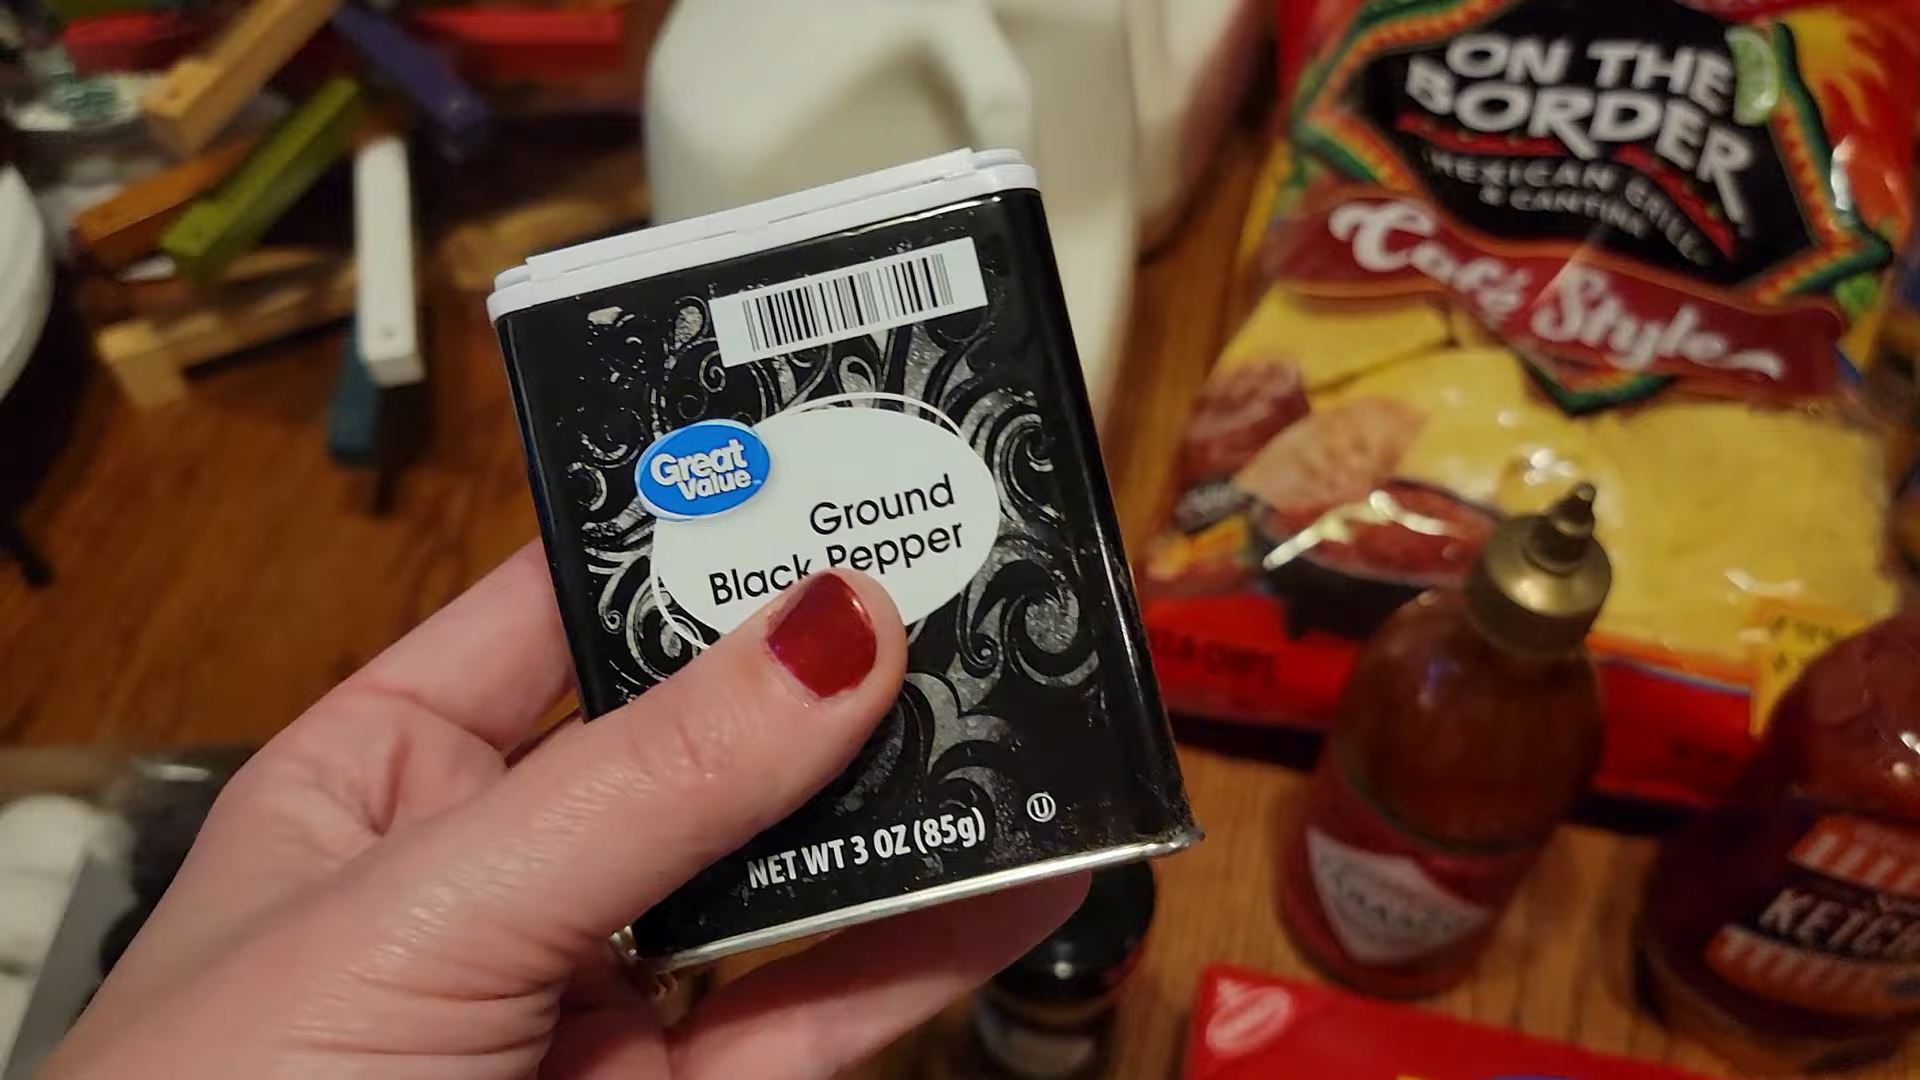 ON THE
BORDER
MEXICAN GRILL
& CANTINA
Café Style
Great
Value
Ground
Black Pepper
NET WT 3 OZ (85g)
U